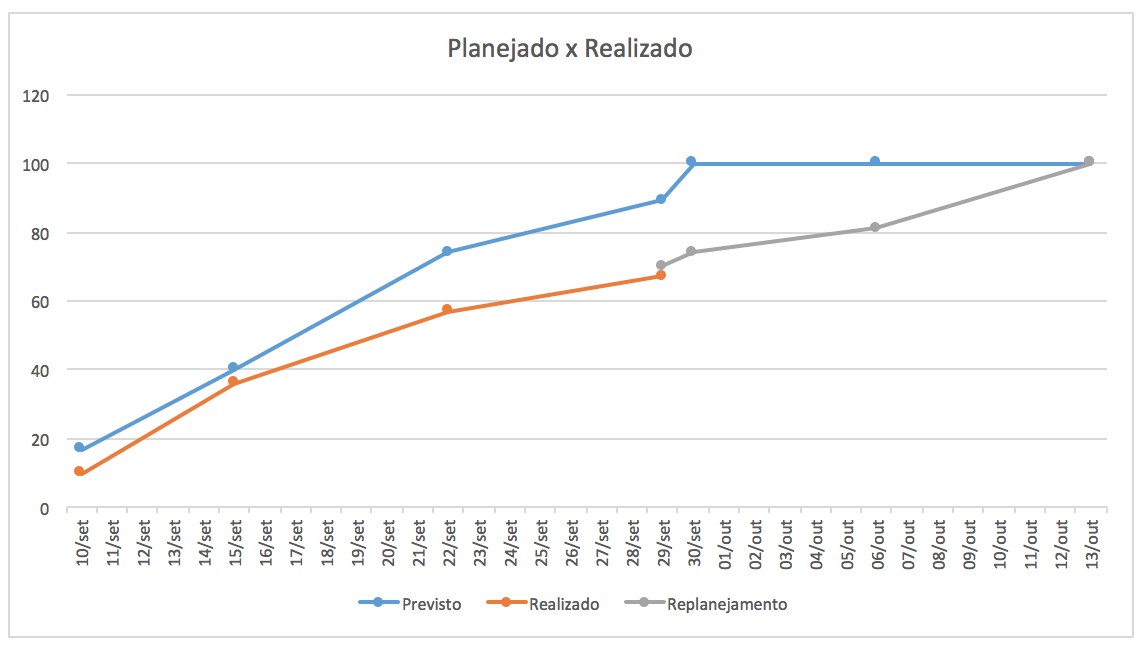 Planejado x Realizado
120
100
80
60
40
20
0
10/set 11/set 12/set 13/set 14/set 15/set 16/set 17/set 18/set 19/set 20/set 21/set 22/set 23/set 24/set 25/set 26/set 27/set 28/set 29/set 30/set 01/out 02/out 03/out 04/out 05/out 06/out 07/out 08/out 09/out 10/out 11/out 12/out 13/out
Previsto Realizado Replanejamento